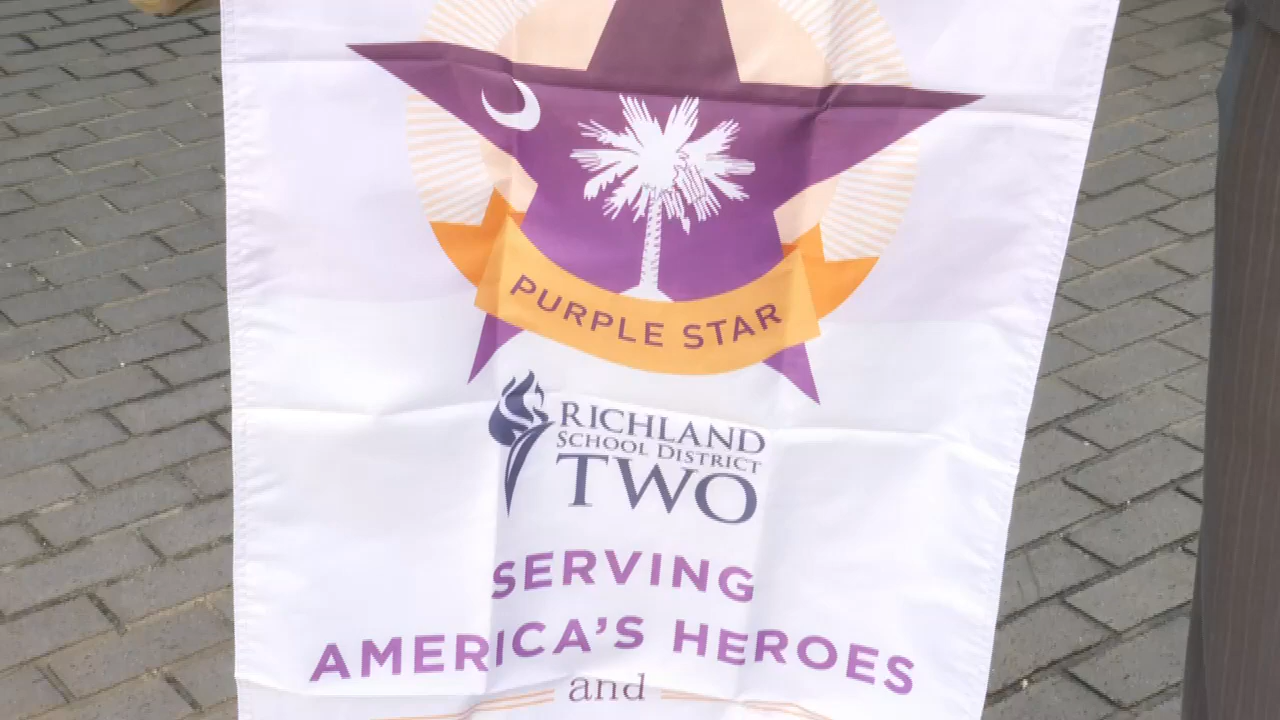 PURPLE STAR
RICHLAND
SCHOOL DISTRICT
TWO
SERVING
AMERICA'S HEROES
and